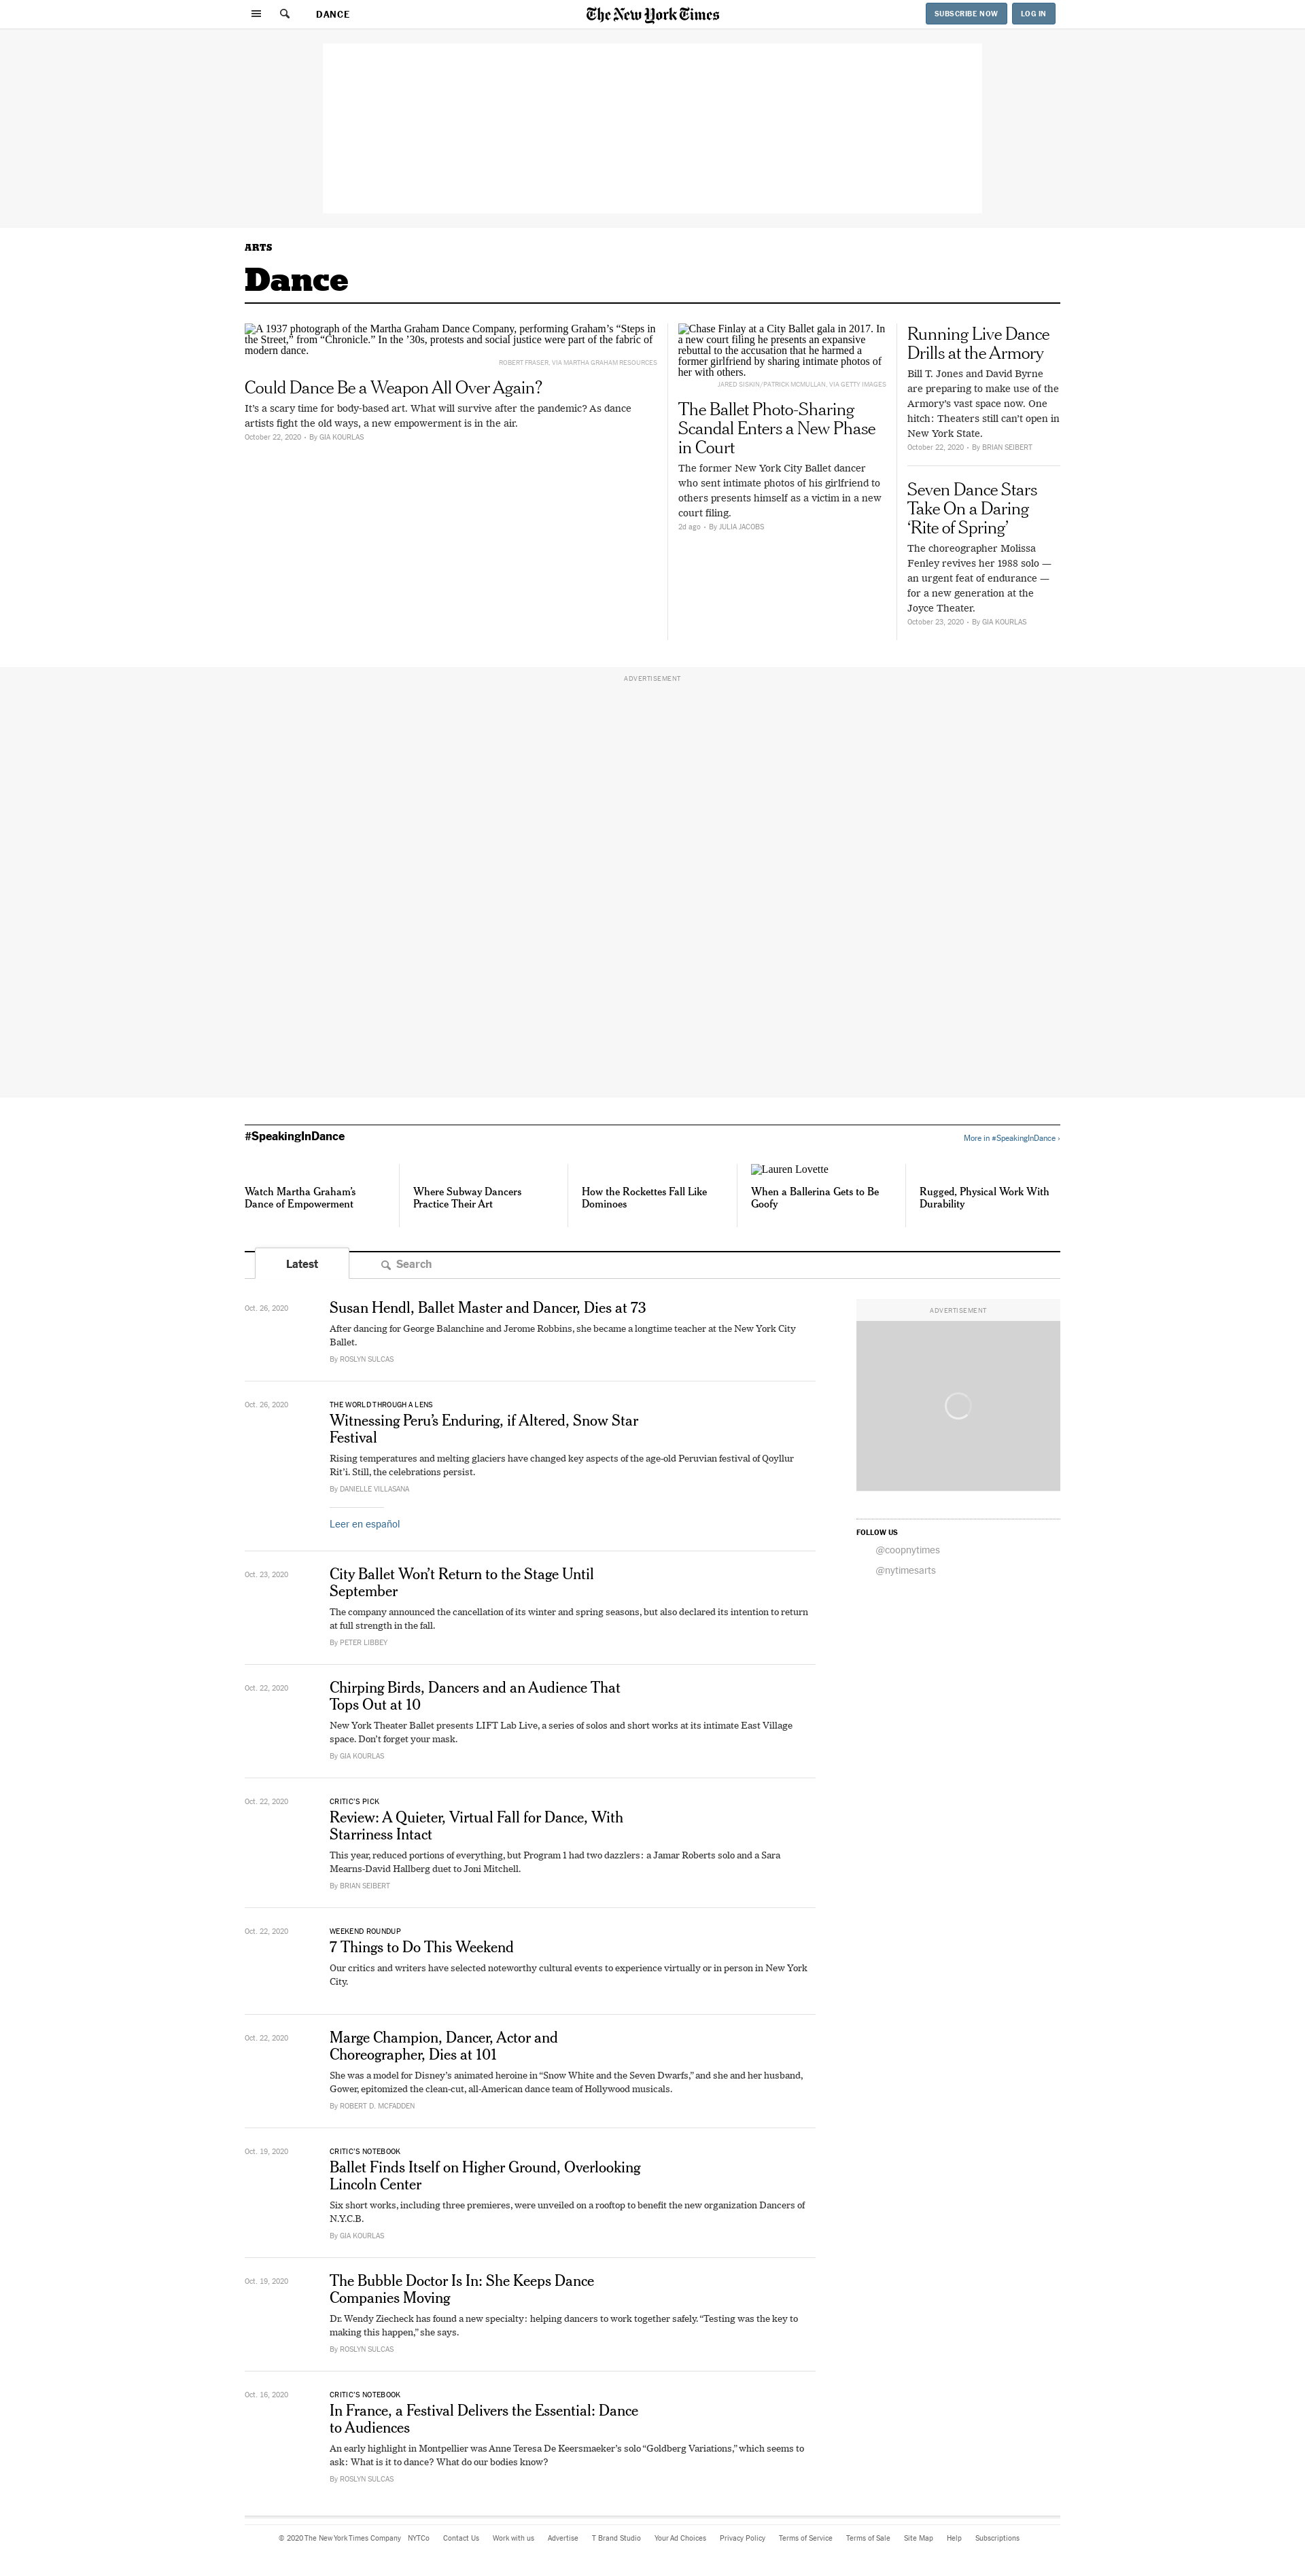 DANCE
The New York Times
SUBSCRIBE NOW
LOG IN
ARTS
Dance
A 1937 photograph of the Martha Graham Dance Company, performing Graham’s “Steps in
the Street,” from “Chronicle.” In the ’30s, protests and social justice were part of the fabric of
modern dance.
ROBERT FRASER, VIA MARTHA GRAHAM RESOURCES
Could Dance Be a Weapon All Over Again?
It’s a scary time for body-based art. What will survive after the pandemic? As dance
artists fight the old ways, a new empowerment is in the air.
October 22, 2020 • By GIA KOURLAS
Chase Finlay at a City Ballet gala in 2017. In
a new court filing he presents an expansive
rebuttal to the accusation that he harmed a
former girlfriend by sharing intimate photos of
her with others.
JARED SISKIN/PATRICK MCMULLAN, VIA GETTY IMAGES
The Ballet Photo-Sharing
Scandal Enters a New Phase
in Court
The former New York City Ballet dancer
who sent intimate photos of his girlfriend to
others presents himself as a victim in a new
court filing.
2d ago • By JULIA JACOBS
Running Live Dance
Drills at the Armory
Bill T. Jones and David Byrne
are preparing to make use of the
Armory’s vast space now. One
hitch: Theaters still can’t open in
New York State.
October 22, 2020 • By BRIAN SEIBERT
Seven Dance Stars
Take On a Daring
‘Rite of Spring’
The choreographer Molissa
Fenley revives her 1988 solo —
an urgent feat of endurance —
for a new generation at the
Joyce Theater.
October 23, 2020 • By GIA KOURLAS
ADVERTISEMENT
#SpeakingInDance
More in #SpeakingInDance ›
Watch Martha Graham’s
Dance of Empowerment
Where Subway Dancers
Practice Their Art
How the Rockettes Fall Like
Dominoes
Lauren Lovette
When a Ballerina Gets to Be
Goofy
Rugged, Physical Work With
Durability
Latest
Search
Oct. 26, 2020
Susan Hendl, Ballet Master and Dancer, Dies at 73
After dancing for George Balanchine and Jerome Robbins, she became a longtime teacher at the New York City
Ballet.
By ROSLYN SULCAS
Oct. 26, 2020
THE WORLD THROUGH A LENS
Witnessing Peru’s Enduring, if Altered, Snow Star
Festival
Rising temperatures and melting glaciers have changed key aspects of the age-old Peruvian festival of Qoyllur
Rit’i. Still, the celebrations persist.
By DANIELLE VILLASANA
Leer en español
Oct. 23, 2020
City Ballet Won’t Return to the Stage Until
September
The company announced the cancellation of its winter and spring seasons, but also declared its intention to return
at full strength in the fall.
By PETER LIBBEY
Oct. 22, 2020
Chirping Birds, Dancers and an Audience That
Tops Out at 10
New York Theater Ballet presents LIFT Lab Live, a series of solos and short works at its intimate East Village
space. Don’t forget your mask.
By GIA KOURLAS
Oct. 22, 2020
CRITIC’S PICK
Review: A Quieter, Virtual Fall for Dance, With
Starriness Intact
This year, reduced portions of everything, but Program 1 had two dazzlers: a Jamar Roberts solo and a Sara
Mearns-David Hallberg duet to Joni Mitchell.
By BRIAN SEIBERT
Oct. 22, 2020
WEEKEND ROUNDUP
7 Things to Do This Weekend
Our critics and writers have selected noteworthy cultural events to experience virtually or in person in New York
City.
Oct. 22, 2020
Marge Champion, Dancer, Actor and
Choreographer, Dies at 101
She was a model for Disney’s animated heroine in “Snow White and the Seven Dwarfs,” and she and her husband,
Gower, epitomized the clean-cut, all-American dance team of Hollywood musicals.
By ROBERT D. MCFADDEN
Oct. 19, 2020
CRITIC’S NOTEBOOK
Ballet Finds Itself on Higher Ground, Overlooking
Lincoln Center
Six short works, including three premieres, were unveiled on a rooftop to benefit the new organization Dancers of
N.Y.C.B.
By GIA KOURLAS
Oct. 19, 2020
The Bubble Doctor Is In: She Keeps Dance
Companies Moving
Dr. Wendy Ziecheck has found a new specialty: helping dancers to work together safely. “Testing was the key to
making this happen,” she says.
By ROSLYN SULCAS
Oct. 16, 2020
CRITIC’S NOTEBOOK
In France, a Festival Delivers the Essential: Dance
to Audiences
An early highlight in Montpellier was Anne Teresa De Keersmaeker’s solo “Goldberg Variations,” which seems to
ask: What is it to dance? What do our bodies know?
By ROSLYN SULCAS
ADVERTISEMENT
FOLLOW US
@coopnytimes
@nytimesarts
© 2020 The New York Times Company NYTCo Contact Us Work with us Advertise T Brand Studio Your Ad Choices Privacy Policy Terms of Service Terms of Sale Site Map Help Subscriptions